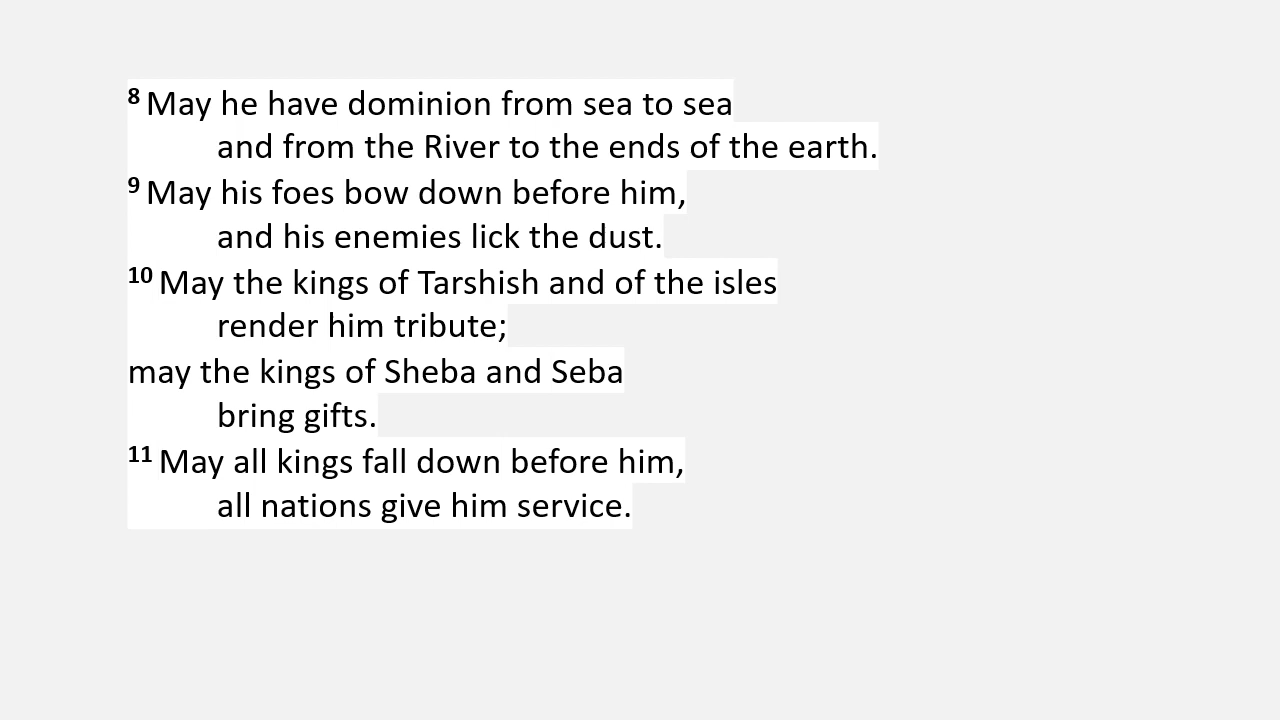 8 May he have dominion from sea to sea
and from the River to the ends of the earth.
9 May his foes bow down before him,
and his enemies lick the dust.
10 May the kings of Tarshish and of the isles
render him tribute;
may the kings of Sheba and Seba
bring gifts.
11 May all kings fall down before him,
all nations give him service.